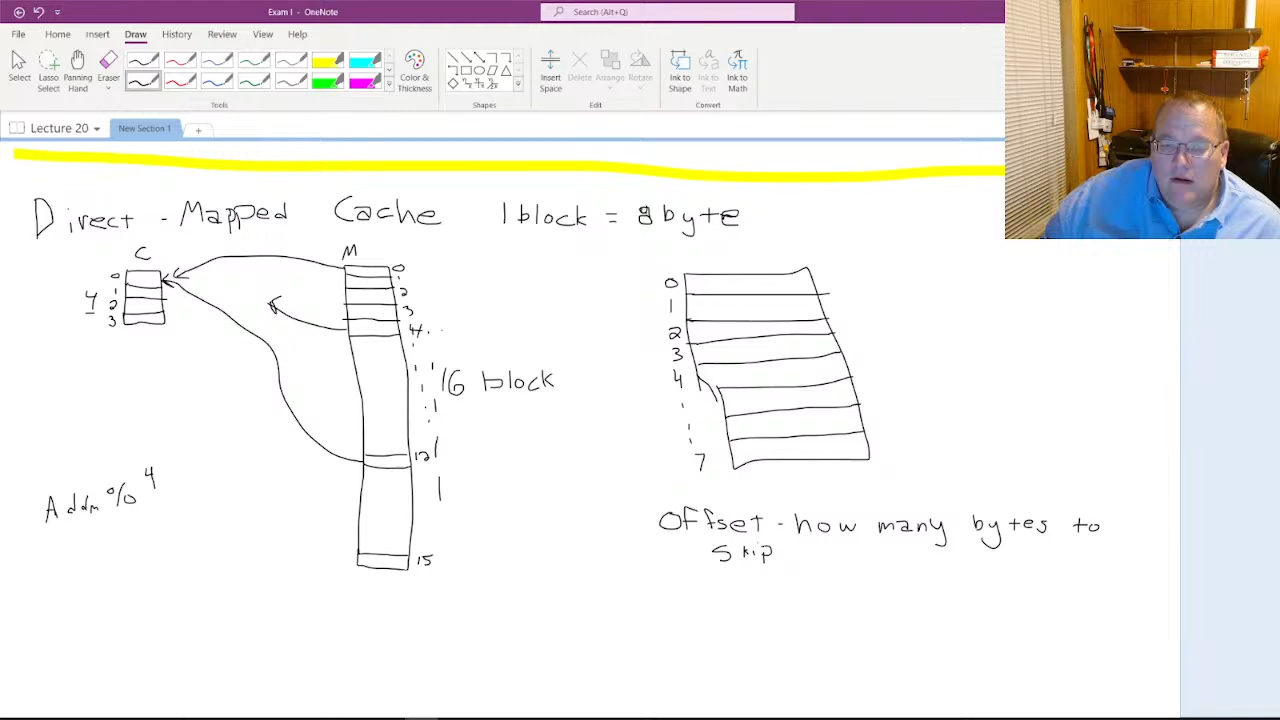 Exam I - OneNote
Search (Alt+Q)
File Home Insert Draw History Review View Help
Select
Lasso Select
Panning Hand
Eraser
Color & Thickness
Insert Space
Delete
Arrange
Rotate
Ink to Shape
Ink to Text
Ink to Math
Tools
Shapes
Edit
Convert
Lecture 20
New Section 1
+
Direct - Mapped Cache 1 block = 8 byte
C
0
1
2
3
4
M
0
2
3
4
16 block
12
15
Addr % 4
0
1
2
3
4
7
Offset - how many bytes to
skip